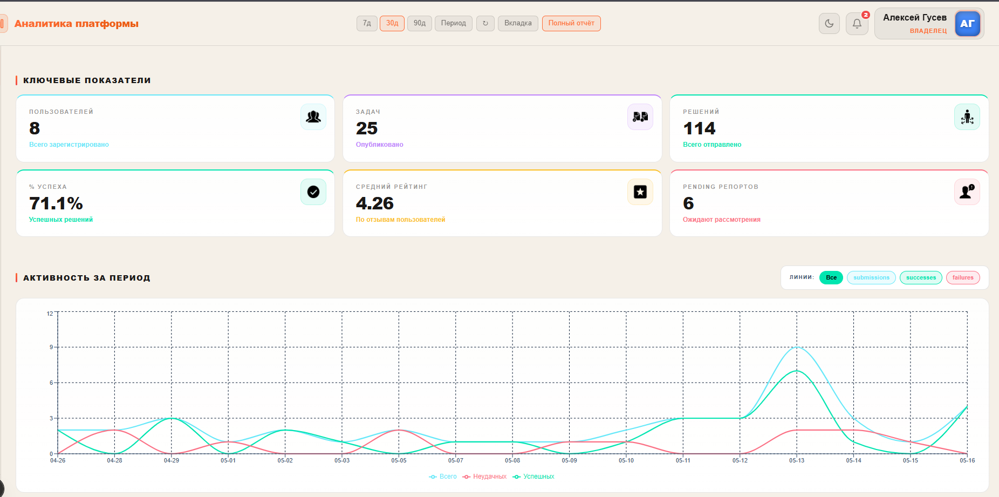 Аналитика платформы
7д 30д 90д Период ↻ Вкладка Полный отчёт
2
Алексей Гусев
ВЛАДЕЛЕЦ
АГ
КЛЮЧЕВЫЕ ПОКАЗАТЕЛИ
ПОЛЬЗОВАТЕЛЕЙ
8
Всего зарегистрировано
ЗАДАЧ
25
Опубликовано
РЕШЕНИЙ
114
Всего отправлено
% УСПЕХА
71.1%
Успешных решений
СРЕДНИЙ РЕЙТИНГ
4.26
По отзывам пользователей
PENDING РЕПОРТОВ
6
Ожидают рассмотрения
АКТИВНОСТЬ ЗА ПЕРИОД
ЛИНИИ: Все submissions successes failures
12
9
6
3
0
04-26 04-28 04-29 05-01 05-02 05-03 05-05 05-07 05-08 05-09 05-10 05-11 05-12 05-13 05-14 05-15 05-16
Всего Неудачных Успешных